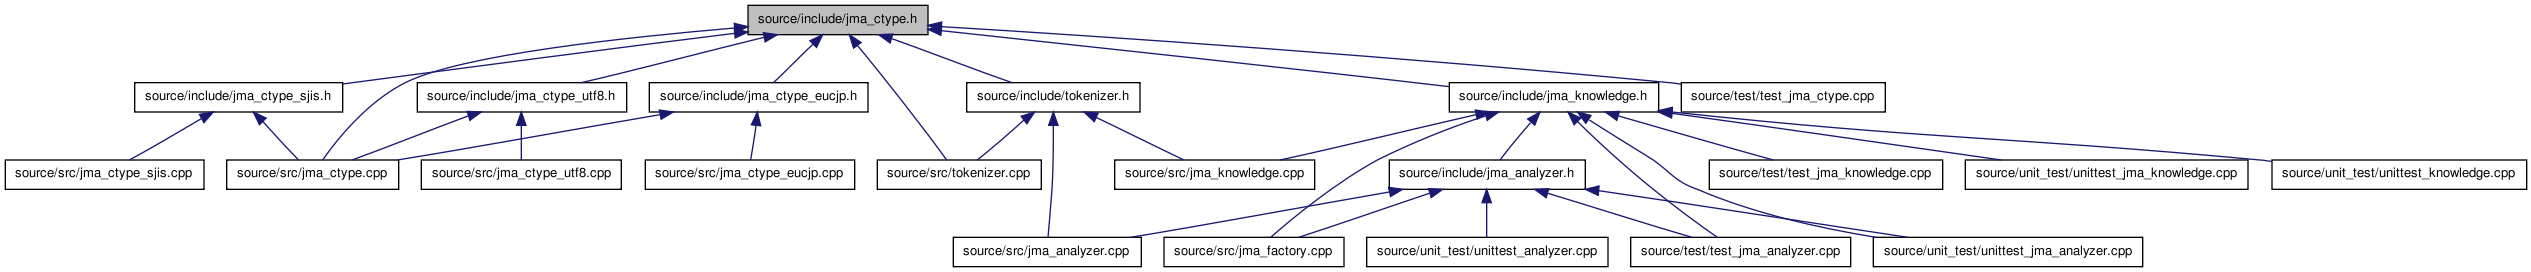 source/include/jma_ctype.h
source/include/jma_ctype_sjis.h
source/include/jma_ctype_utf8.h
source/include/jma_ctype_eucjp.h
source/include/tokenizer.h
source/include/jma_knowledge.h
source/test/test_jma_ctype.cpp
source/src/jma_ctype_sjis.cpp
source/src/jma_ctype.cpp
source/src/jma_ctype_utf8.cpp
source/src/jma_ctype_eucjp.cpp
source/src/tokenizer.cpp
source/src/jma_knowledge.cpp
source/include/jma_analyzer.h
source/test/test_jma_knowledge.cpp
source/unit_test/unittest_jma_knowledge.cpp
source/unit_test/unittest_knowledge.cpp
source/src/jma_analyzer.cpp
source/src/jma_factory.cpp
source/unit_test/unittest_analyzer.cpp
source/test/test_jma_analyzer.cpp
source/unit_test/unittest_jma_analyzer.cpp